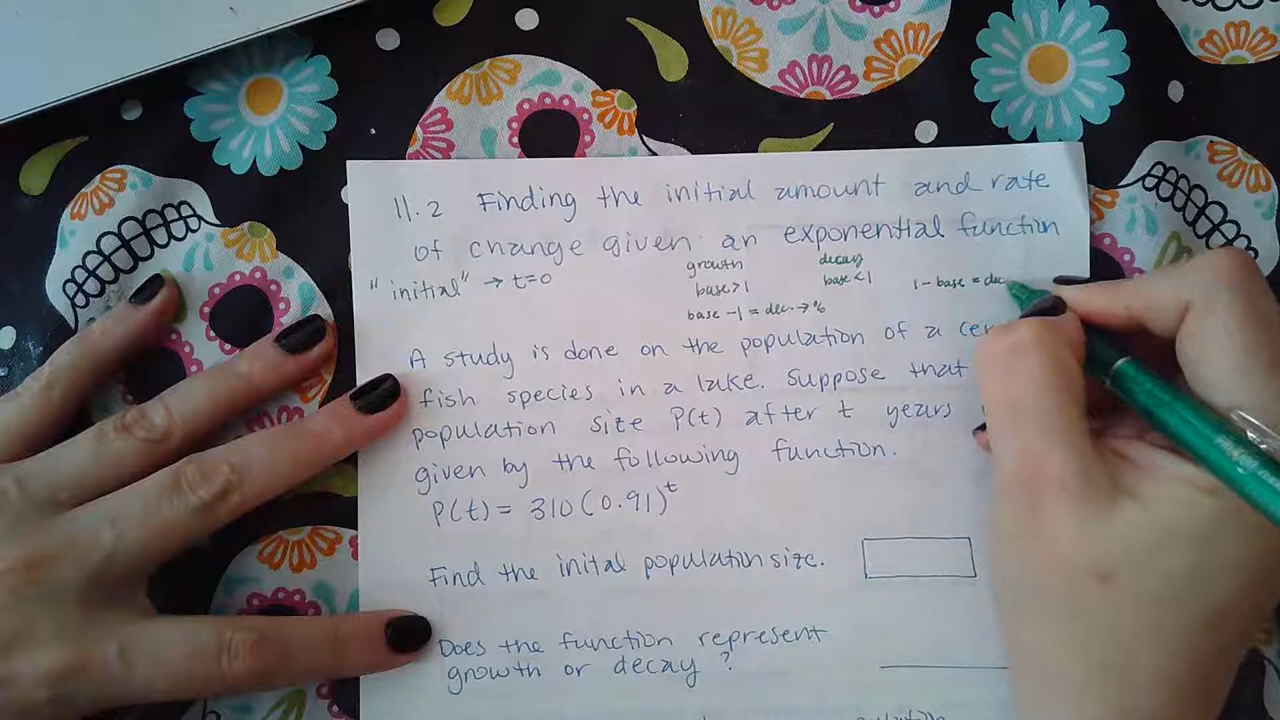 11.2 Finding the initial amount and rate
of change given an exponential function
"initial" → t=0
growth
base>1
base -1 = dec. → %
decay
base<1
1 - base = dec
A study is done on the population of a
fish species in a lake. Suppose that
population size P(t) after t years
given by the following function.
P(t) = 310(0.91)^t
Find the inital population size.
Does the function represent
growth or decay?